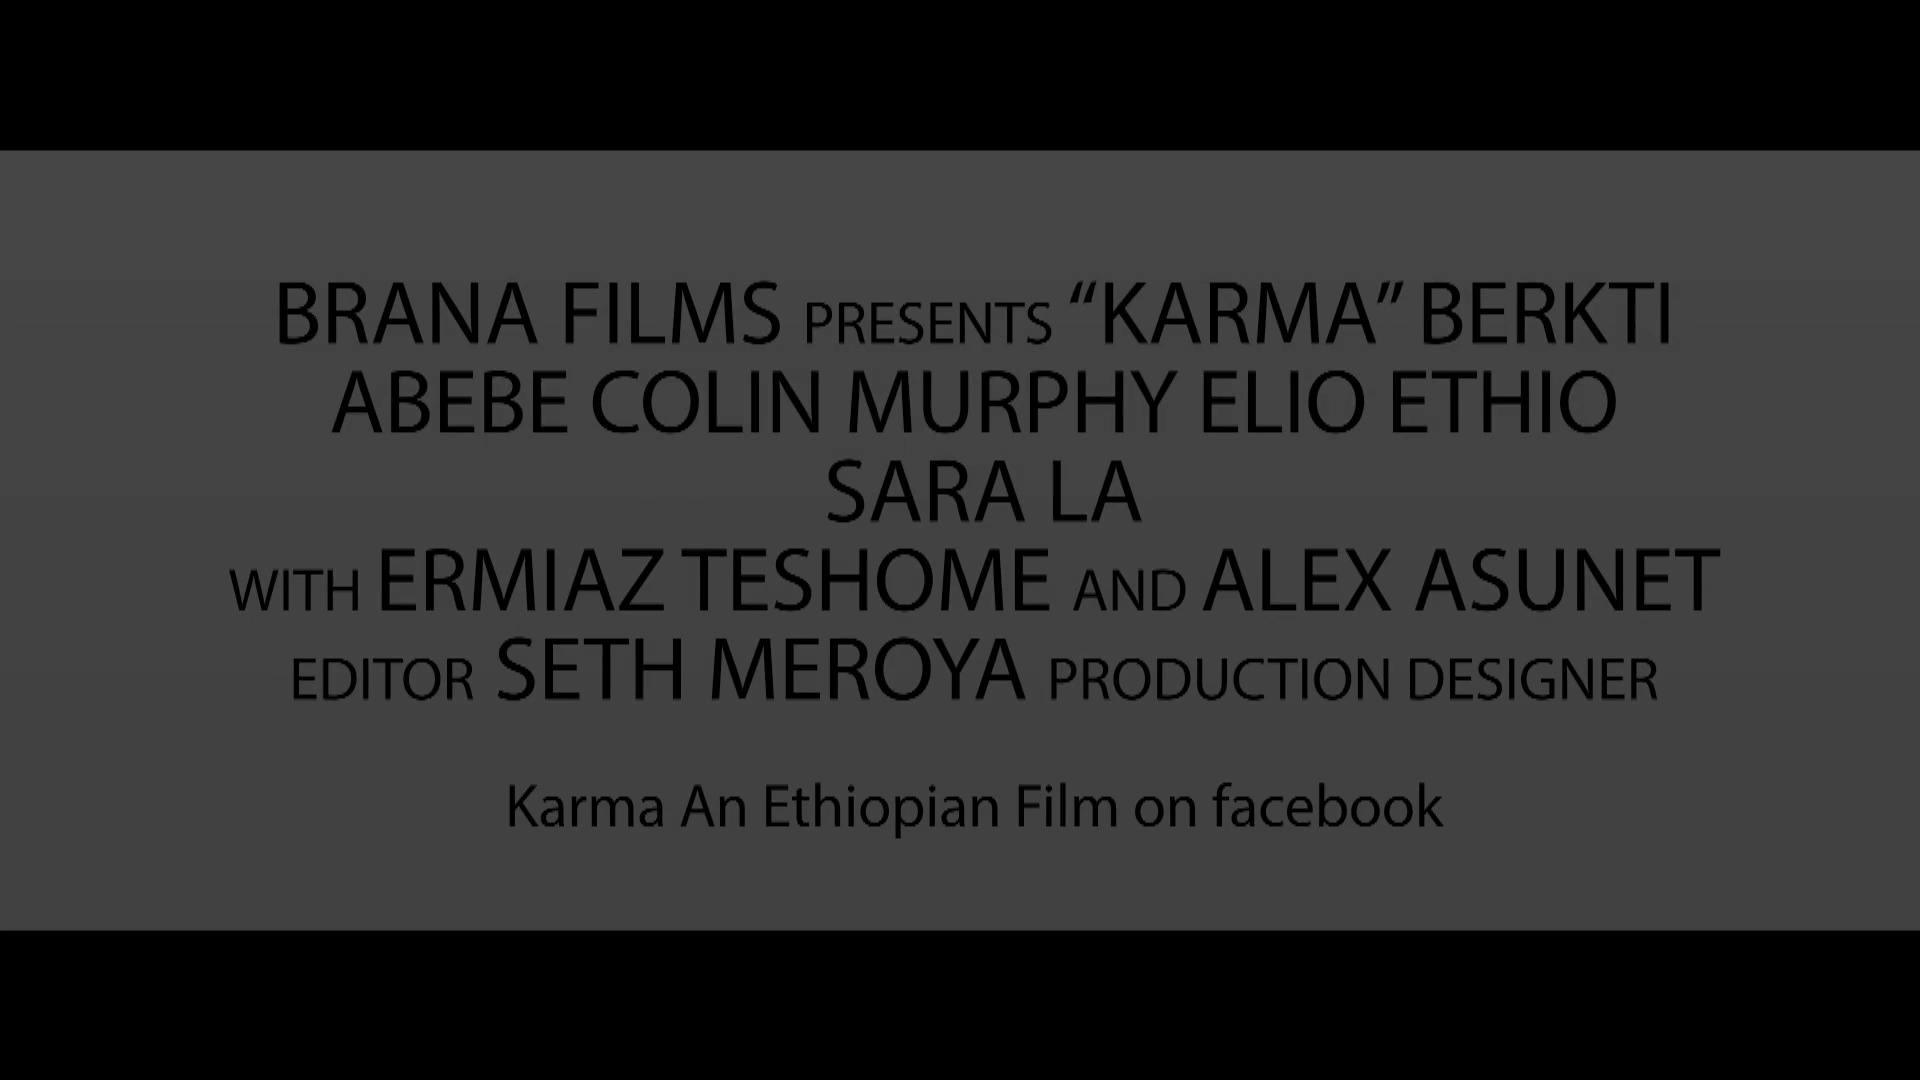 BRANA FILMS PRESENTS “KARMA” BERKTI
ABEBE COLIN MURPHY ELIO ETHIO
SARA LA
WITH ERMIAZ TESHOME AND ALEX ASUNET
EDITOR SETH MEROYA PRODUCTION DESIGNER
Karma An Ethiopian Film on facebook